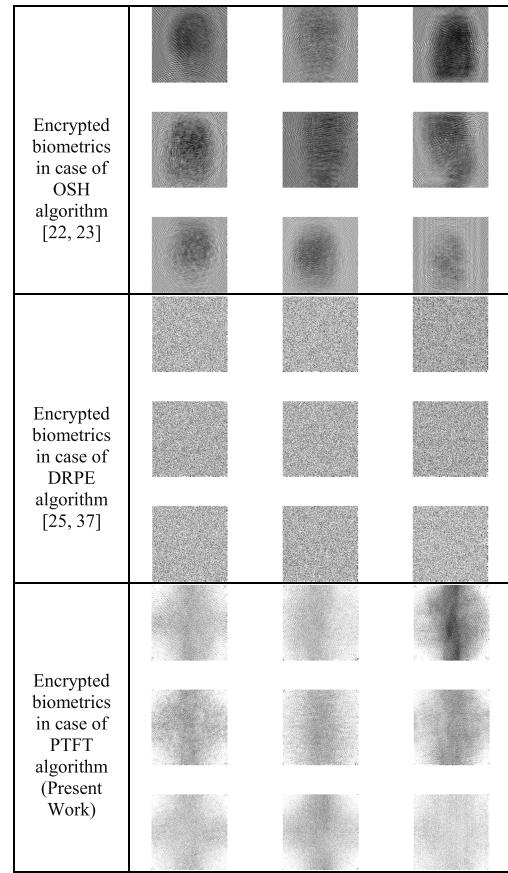 Encrypted
biometrics
in case of
OSH
algorithm
[22, 23]
Encrypted
biometrics
in case of
DRPE
algorithm
[25, 37]
Encrypted
biometrics
in case of
PTFT
algorithm
(Present
Work)